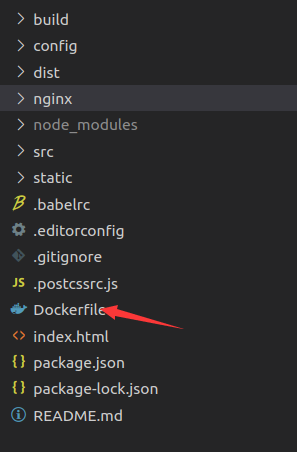 build
config
dist
nginx
node_modules
src
static
.babelrc
.editorconfig
.gitignore
.postcssrc.js
Dockerfile
index.html
package.json
package-lock.json
README.md